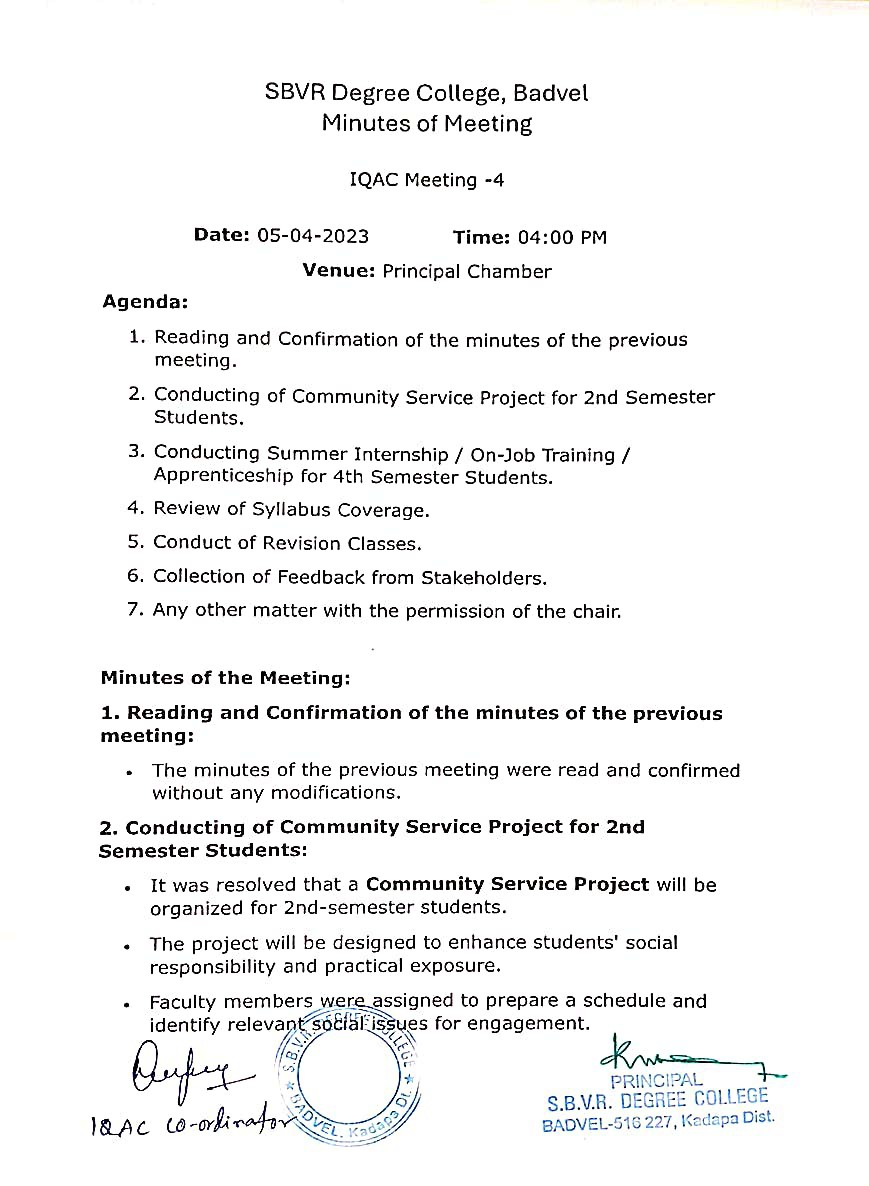 SBVR Degree College, Badvel
Minutes of Meeting
IQAC Meeting -4
Date: 05-04-2023 Time: 04:00 PM
Venue: Principal Chamber
Agenda:
1. Reading and Confirmation of the minutes of the previous
meeting.
2. Conducting of Community Service Project for 2nd Semester
Students.
3. Conducting Summer Internship / On-Job Training /
Apprenticeship for 4th Semester Students.
4. Review of Syllabus Coverage.
5. Conduct of Revision Classes.
6. Collection of Feedback from Stakeholders.
7. Any other matter with the permission of the chair.
Minutes of the Meeting:
1. Reading and Confirmation of the minutes of the previous
meeting:
• The minutes of the previous meeting were read and confirmed
without any modifications.
2. Conducting of Community Service Project for 2nd
Semester Students:
• It was resolved that a Community Service Project will be
organized for 2nd-semester students.
• The project will be designed to enhance students' social
responsibility and practical exposure.
• Faculty members were assigned to prepare a schedule and
identify relevant social issues for engagement.
IQAC Co-ordinator
S.B.V.R. DEGREE COLLEGE
★ BADVEL, Kadapa Dt. ★
PRINCIPAL
S.B.V.R. DEGREE COLLEGE
BADVEL-516 227, Kadapa Dist.